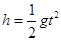 h = 1/2 gt²